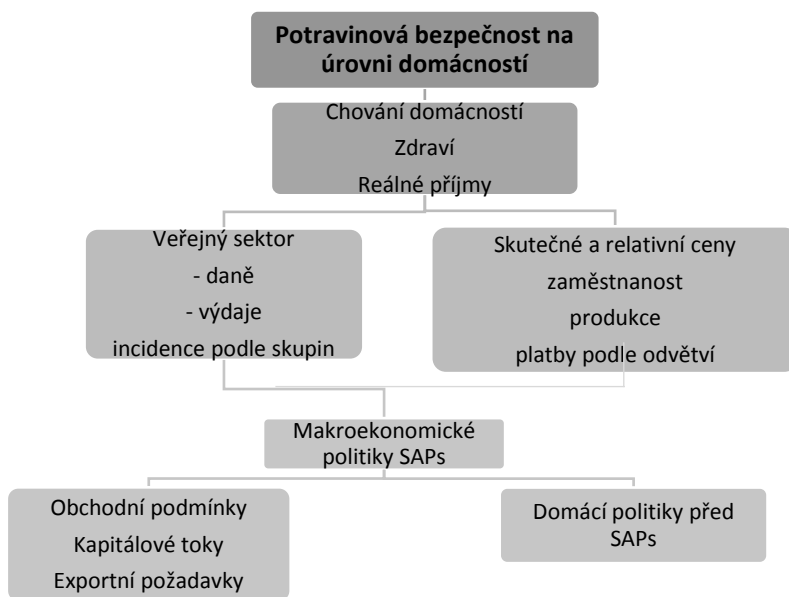 Potravinová bezpečnost na
úrovni domácností
Chování domácností
Zdraví
Reálné příjmy
Veřejný sektor
- daně
- výdaje
incidence podle skupin
Skutečné a relativní ceny
zaměstnanost
produkce
platby podle odvětví
Makroekonomické
politiky SAPs
Obchodní podmínky
Kapitálové toky
Exportní požadavky
Domácí politiky před
SAPs